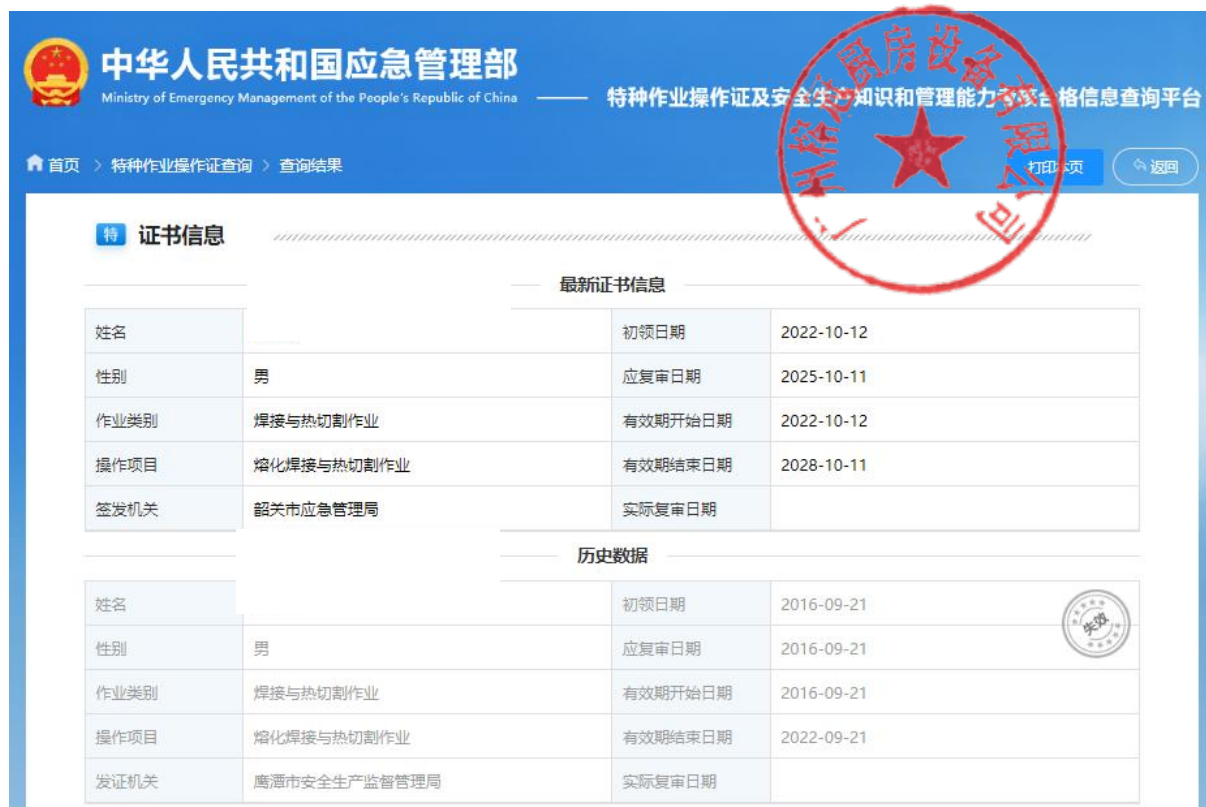 中华人民共和国应急管理部
Ministry of Emergency Management of the People's Republic of China
特种作业操作证及安全生产知识和管理能力考核合格信息查询平台
首页 > 特种作业操作证查询 > 查询结果
打印本页 返回
广州格启厨房设备有限公司
特 证书信息
最新证书信息
姓名 初领日期 2022-10-12
性别 男 应复审日期 2025-10-11
作业类别 焊接与热切割作业 有效期开始日期 2022-10-12
操作项目 熔化焊接与热切割作业 有效期结束日期 2028-10-11
签发机关 韶关市应急管理局 实际复审日期
历史数据
姓名 初领日期 2016-09-21
失效
性别 男 应复审日期 2016-09-21
作业类别 焊接与热切割作业 有效期开始日期 2016-09-21
操作项目 熔化焊接与热切割作业 有效期结束日期 2022-09-21
发证机关 鹰潭市安全生产监督管理局 实际复审日期